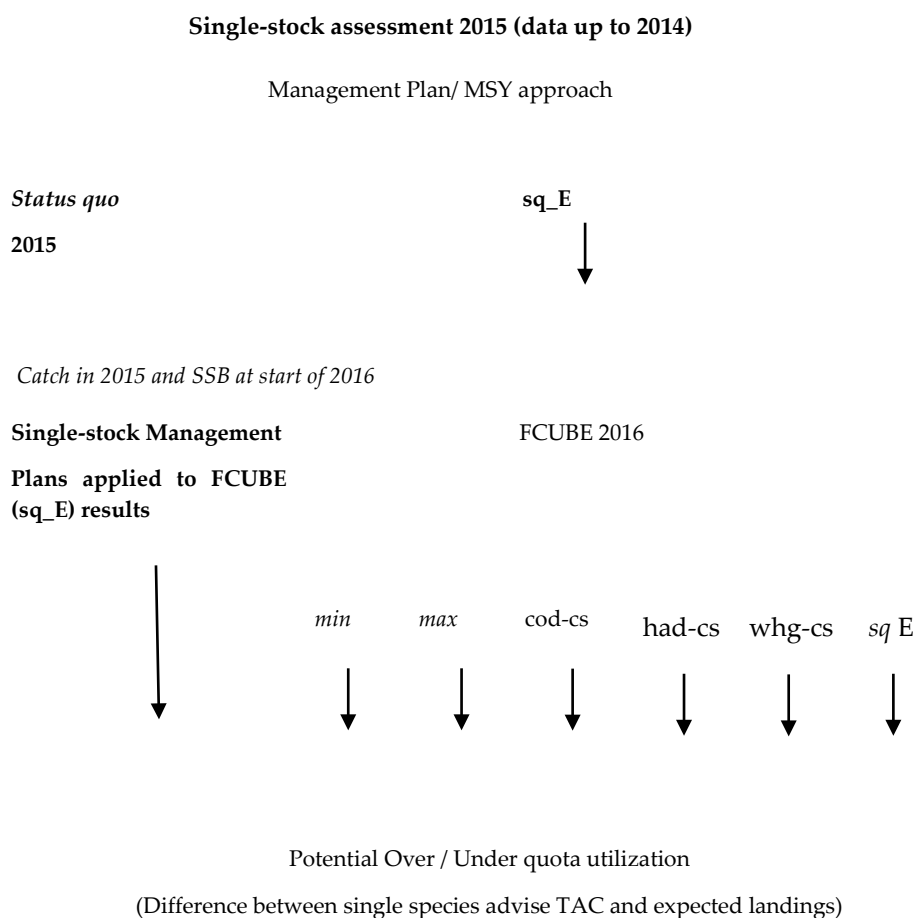 Single-stock assessment 2015 (data up to 2014)
Management Plan/ MSY approach
Status quo sq_E
2015
Catch in 2015 and SSB at start of 2016
Single-stock Management FCUBE 2016
Plans applied to FCUBE
(sq_E) results
min max cod-cs had-cs whg-cs sq E
Potential Over / Under quota utilization
(Difference between single species advise TAC and expected landings)